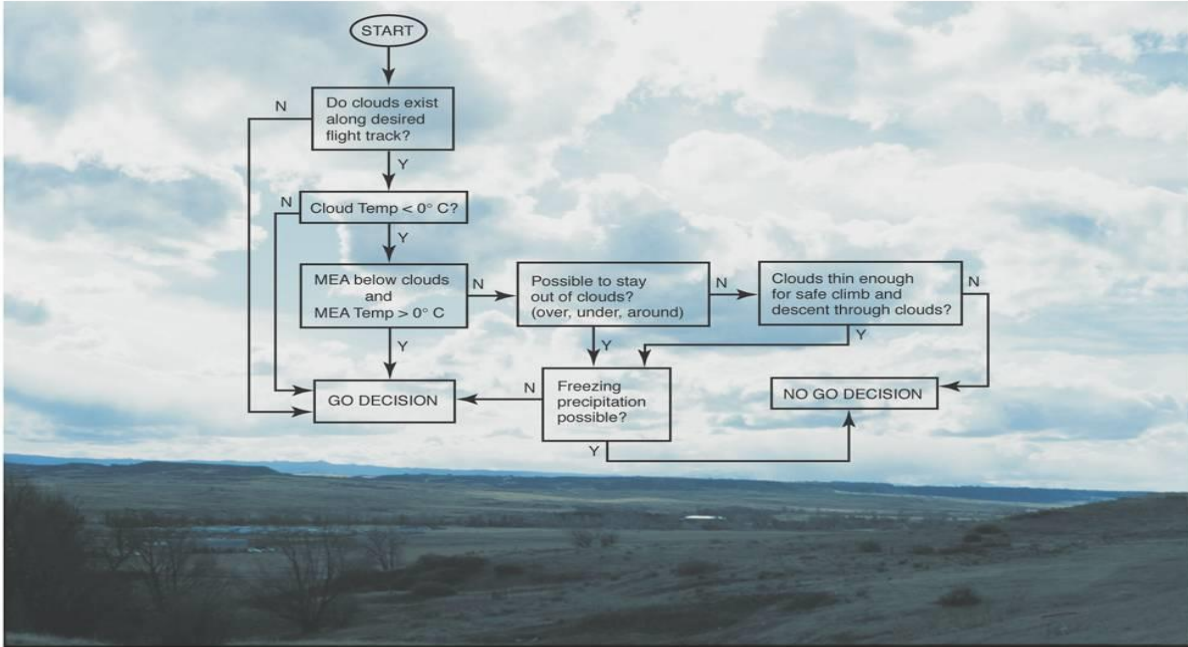 START
N
Do clouds exist
along desired
flight track?
Y
N
Cloud Temp < 0° C?
Y
MEA below clouds
and
MEA Temp > 0° C
N
Possible to stay
out of clouds?
(over, under, around)
N
Clouds thin enough
for safe climb and
descent through clouds?
N
Y
Y
Y
GO DECISION
N
Freezing
precipitation
possible?
Y
NO GO DECISION